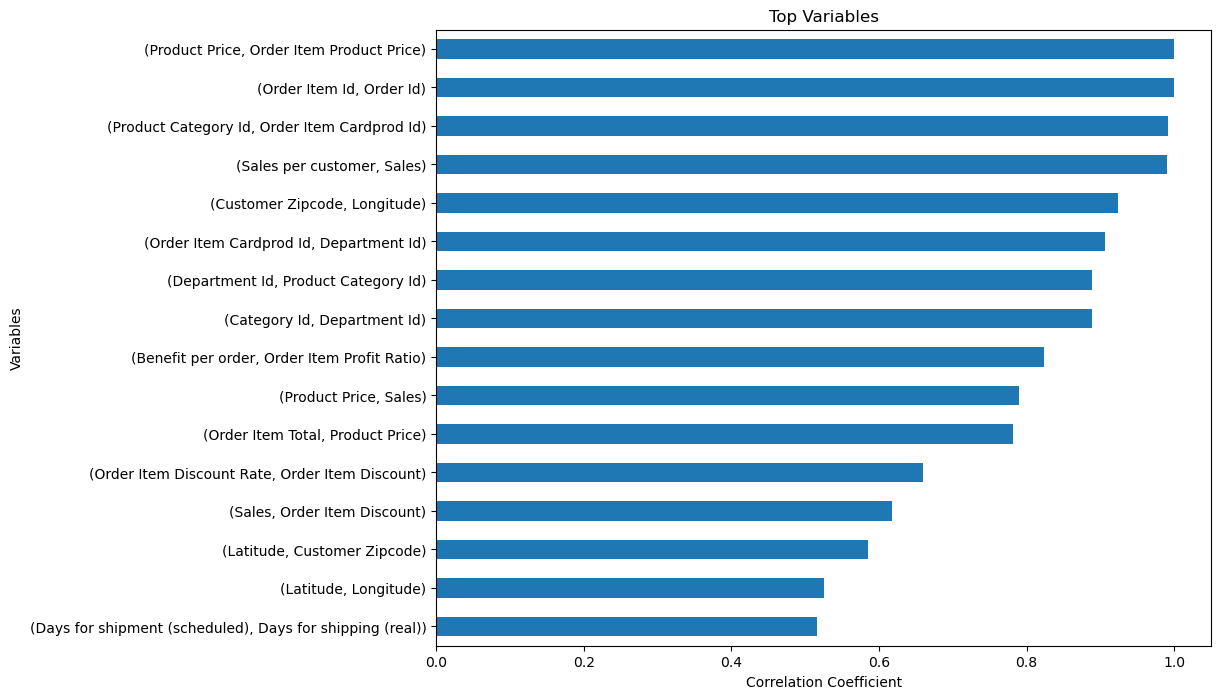 Top Variables
(Product Price, Order Item Product Price)
(Order Item Id, Order Id)
(Product Category Id, Order Item Cardprod Id)
(Sales per customer, Sales)
(Customer Zipcode, Longitude)
(Order Item Cardprod Id, Department Id)
(Department Id, Product Category Id)
(Category Id, Department Id)
(Benefit per order, Order Item Profit Ratio)
(Product Price, Sales)
(Order Item Total, Product Price)
(Order Item Discount Rate, Order Item Discount)
(Sales, Order Item Discount)
(Latitude, Customer Zipcode)
(Latitude, Longitude)
(Days for shipment (scheduled), Days for shipping (real))
Variables
0.0 0.2 0.4 0.6 0.8 1.0
Correlation Coefficient